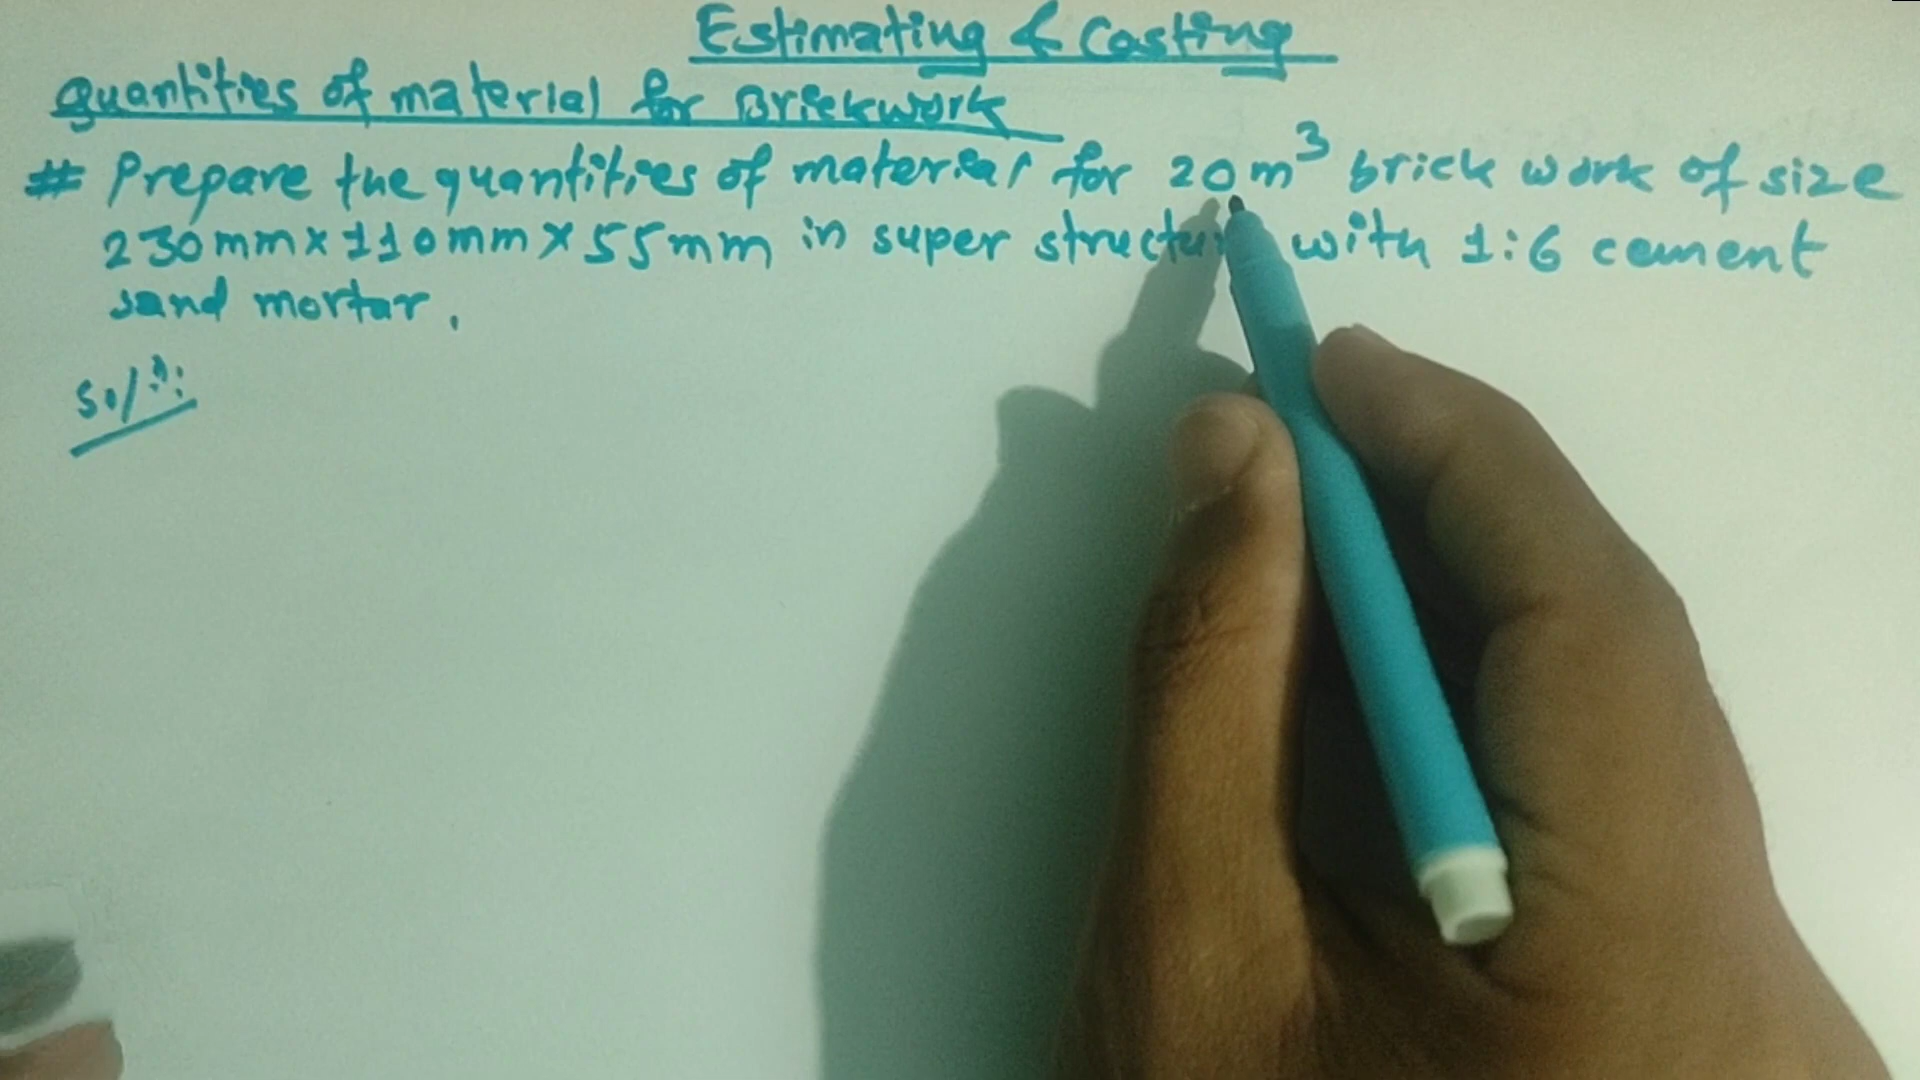 Estimating & Costing
Quantities of material for Brickwork
# Prepare the quantities of material for 20m³ brick work of size
230mm x 110mm x 55mm in super structure with 1:6 cement
sand mortar.
Solⁿ: